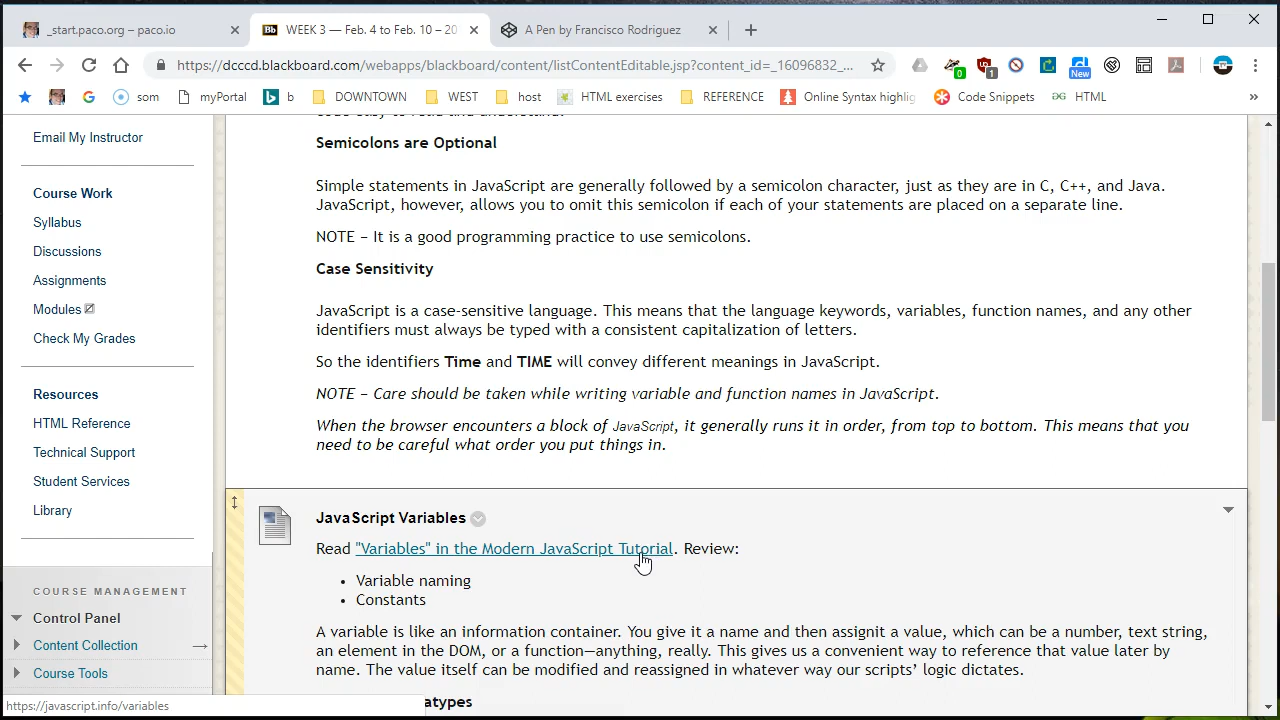 _start.paco.org – paco.io
WEEK 3 — Feb. 4 to Feb. 10 – 20
A Pen by Francisco Rodriguez
https://dcccd.blackboard.com/webapps/blackboard/content/listContentEditable.jsp?content_id=_16096832_...
0
1
New
som
myPortal
b
DOWNTOWN
WEST
host
HTML exercises
REFERENCE
Online Syntax highlig
Code Snippets
HTML
Email My Instructor
Course Work
Syllabus
Discussions
Assignments
Modules
Check My Grades
Resources
HTML Reference
Technical Support
Student Services
Library
COURSE MANAGEMENT
Control Panel
Content Collection
Course Tools
https://javascript.info/variables
Semicolons are Optional
Simple statements in JavaScript are generally followed by a semicolon character, just as they are in C, C++, and Java.
JavaScript, however, allows you to omit this semicolon if each of your statements are placed on a separate line.
NOTE – It is a good programming practice to use semicolons.
Case Sensitivity
JavaScript is a case-sensitive language. This means that the language keywords, variables, function names, and any other
identifiers must always be typed with a consistent capitalization of letters.
So the identifiers Time and TIME will convey different meanings in JavaScript.
NOTE – Care should be taken while writing variable and function names in JavaScript.
When the browser encounters a block of JavaScript, it generally runs it in order, from top to bottom. This means that you
need to be careful what order you put things in.
JavaScript Variables
Read "Variables" in the Modern JavaScript Tutorial. Review:
• Variable naming
• Constants
A variable is like an information container. You give it a name and then assignit a value, which can be a number, text string,
an element in the DOM, or a function—anything, really. This gives us a convenient way to reference that value later by
name. The value itself can be modified and reassigned in whatever way our scripts’ logic dictates.
atypes